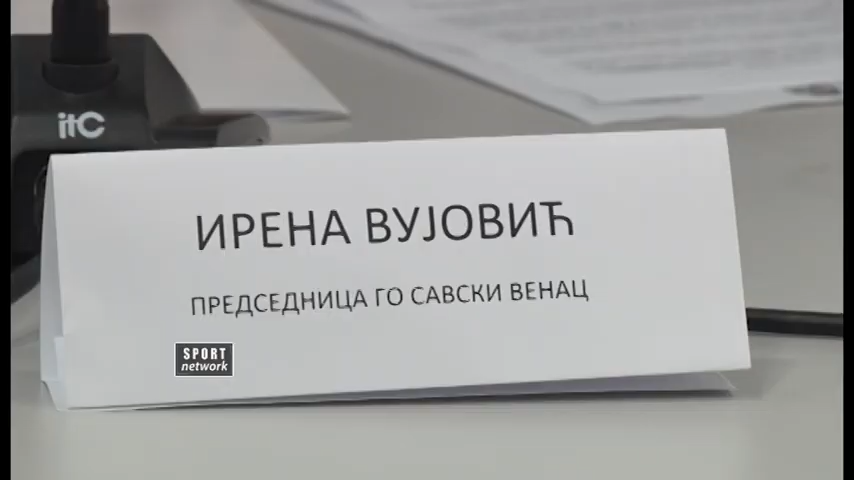 itC
ИРЕНА ВУЈОВИЋ
ПРЕДСЕДНИЦА ГО САВСКИ ВЕНАЦ
SPORT
network